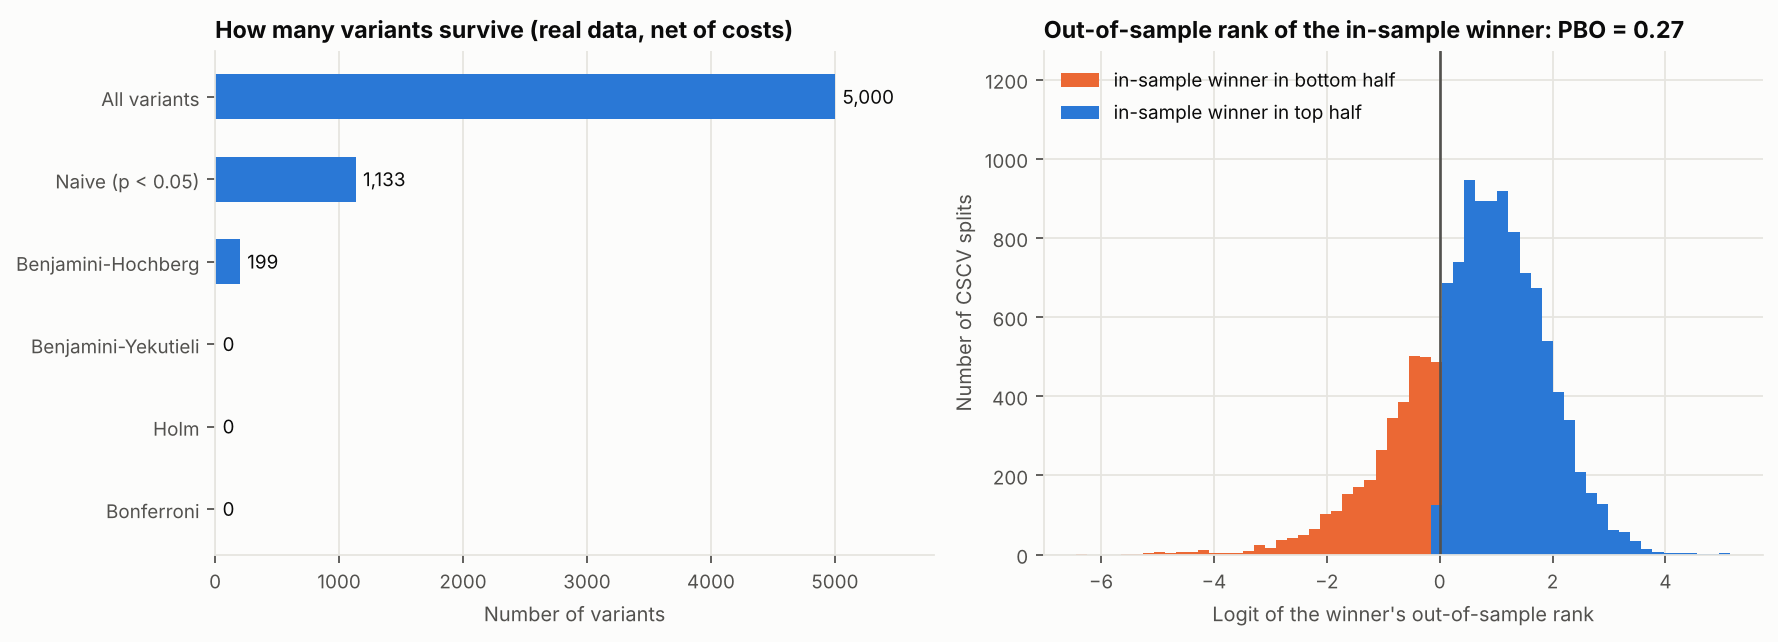 How many variants survive (real data, net of costs)
All variants
5,000
Naive (p < 0.05)
1,133
Benjamini-Hochberg
199
Benjamini-Yekutieli
0
Holm
0
Bonferroni
0
0 1000 2000 3000 4000 5000
Number of variants
Out-of-sample rank of the in-sample winner: PBO = 0.27
in-sample winner in bottom half
in-sample winner in top half
Number of CSCV splits
1200
1000
800
600
400
200
0
−6 −4 −2 0 2 4
Logit of the winner's out-of-sample rank